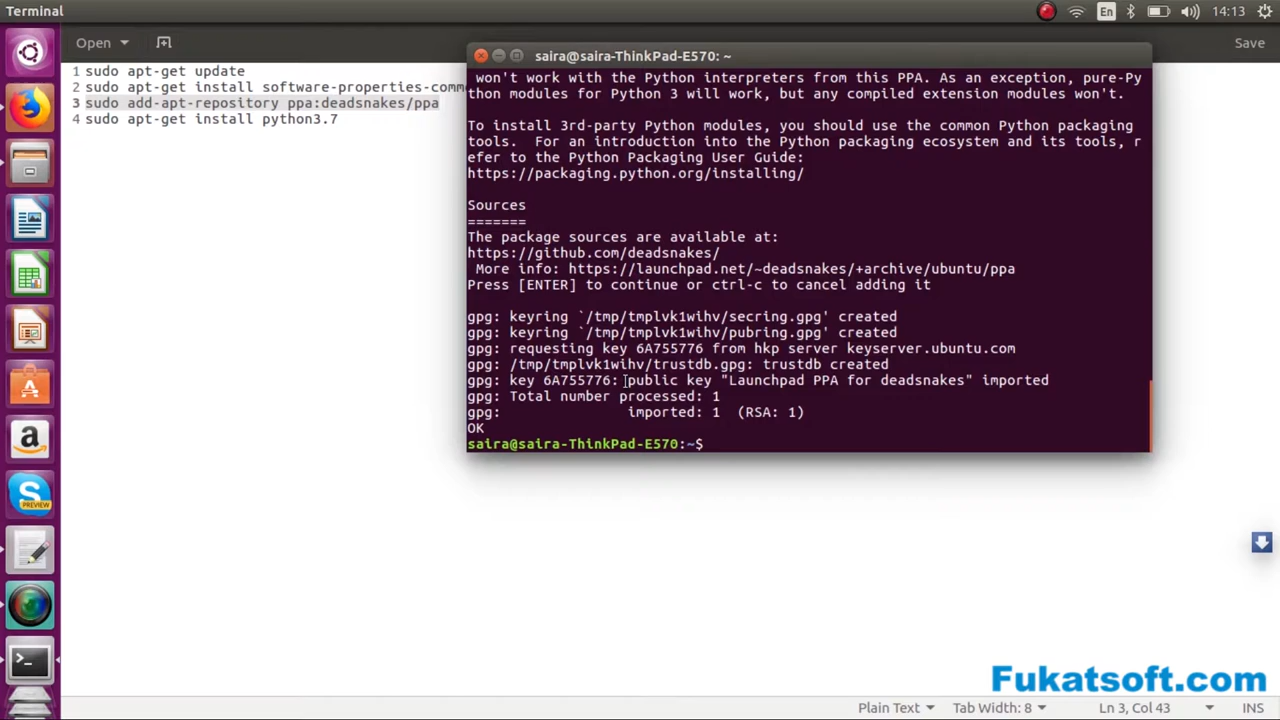 Terminal
En
14:13
Open
Save
1 sudo apt-get update
2 sudo apt-get install software-properties-comm
3 sudo add-apt-repository ppa:deadsnakes/ppa
4 sudo apt-get install python3.7
saira@saira-ThinkPad-E570: ~
won't work with the Python interpreters from this PPA. As an exception, pure-Py
thon modules for Python 3 will work, but any compiled extension modules won't.
To install 3rd-party Python modules, you should use the common Python packaging
tools.  For an introduction into the Python packaging ecosystem and its tools, r
efer to the Python Packaging User Guide:
https://packaging.python.org/installing/
Sources
=======
The package sources are available at:
https://github.com/deadsnakes/
More info: https://launchpad.net/~deadsnakes/+archive/ubuntu/ppa
Press [ENTER] to continue or ctrl-c to cancel adding it
gpg: keyring `/tmp/tmplvk1wihv/secring.gpg' created
gpg: keyring `/tmp/tmplvk1wihv/pubring.gpg' created
gpg: requesting key 6A755776 from hkp server keyserver.ubuntu.com
gpg: /tmp/tmplvk1wihv/trustdb.gpg: trustdb created
gpg: key 6A755776: public key "Launchpad PPA for deadsnakes" imported
gpg: Total number processed: 1
gpg:               imported: 1  (RSA: 1)
OK
saira@saira-ThinkPad-E570:~$
S PREVIEW
Fukatsoft.com
Plain Text
Tab Width: 8
Ln 3, Col 43
INS